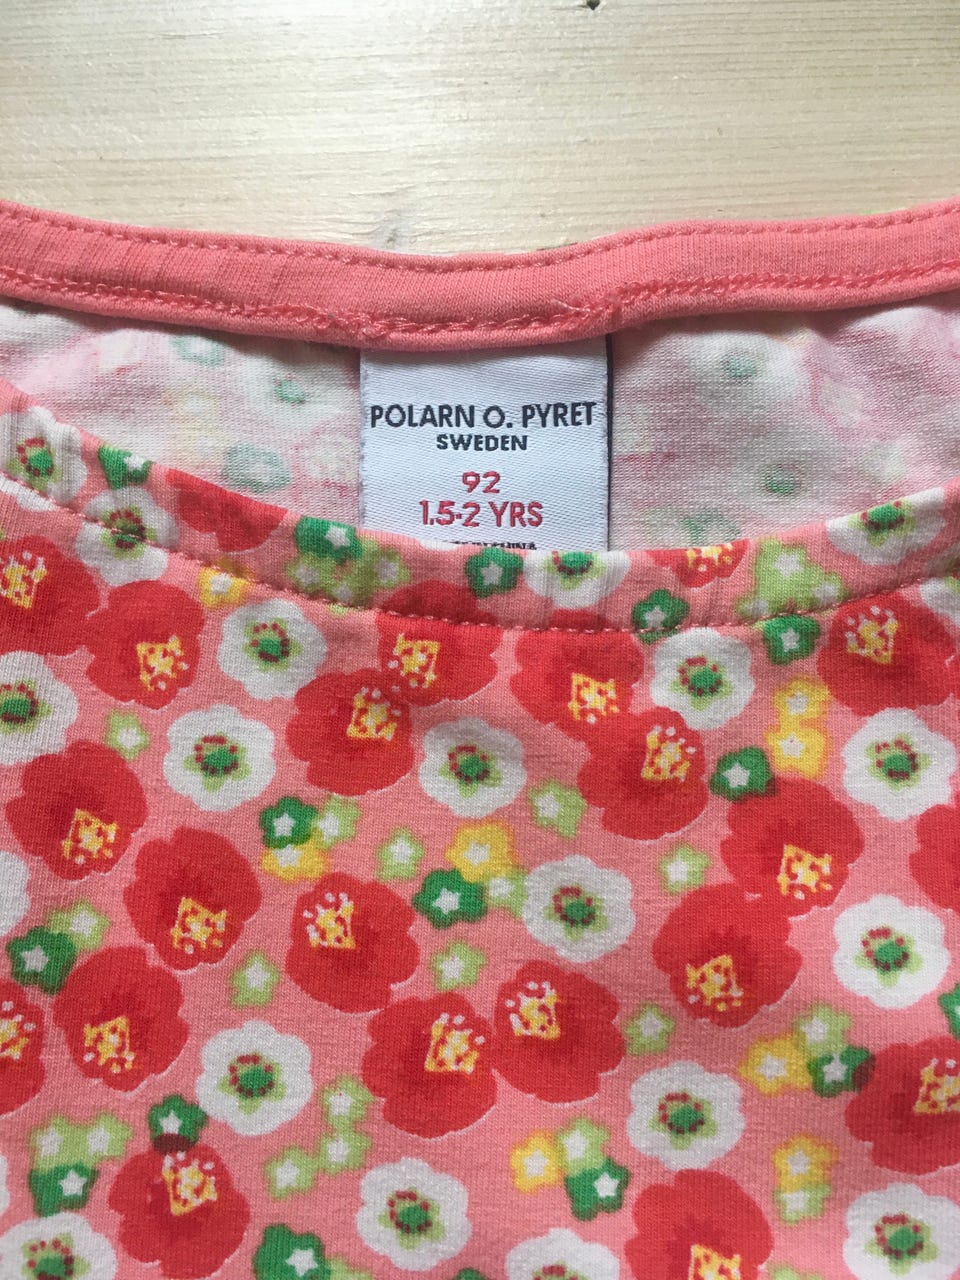 POLARN O. PYRET
SWEDEN
92
1.5-2 YRS